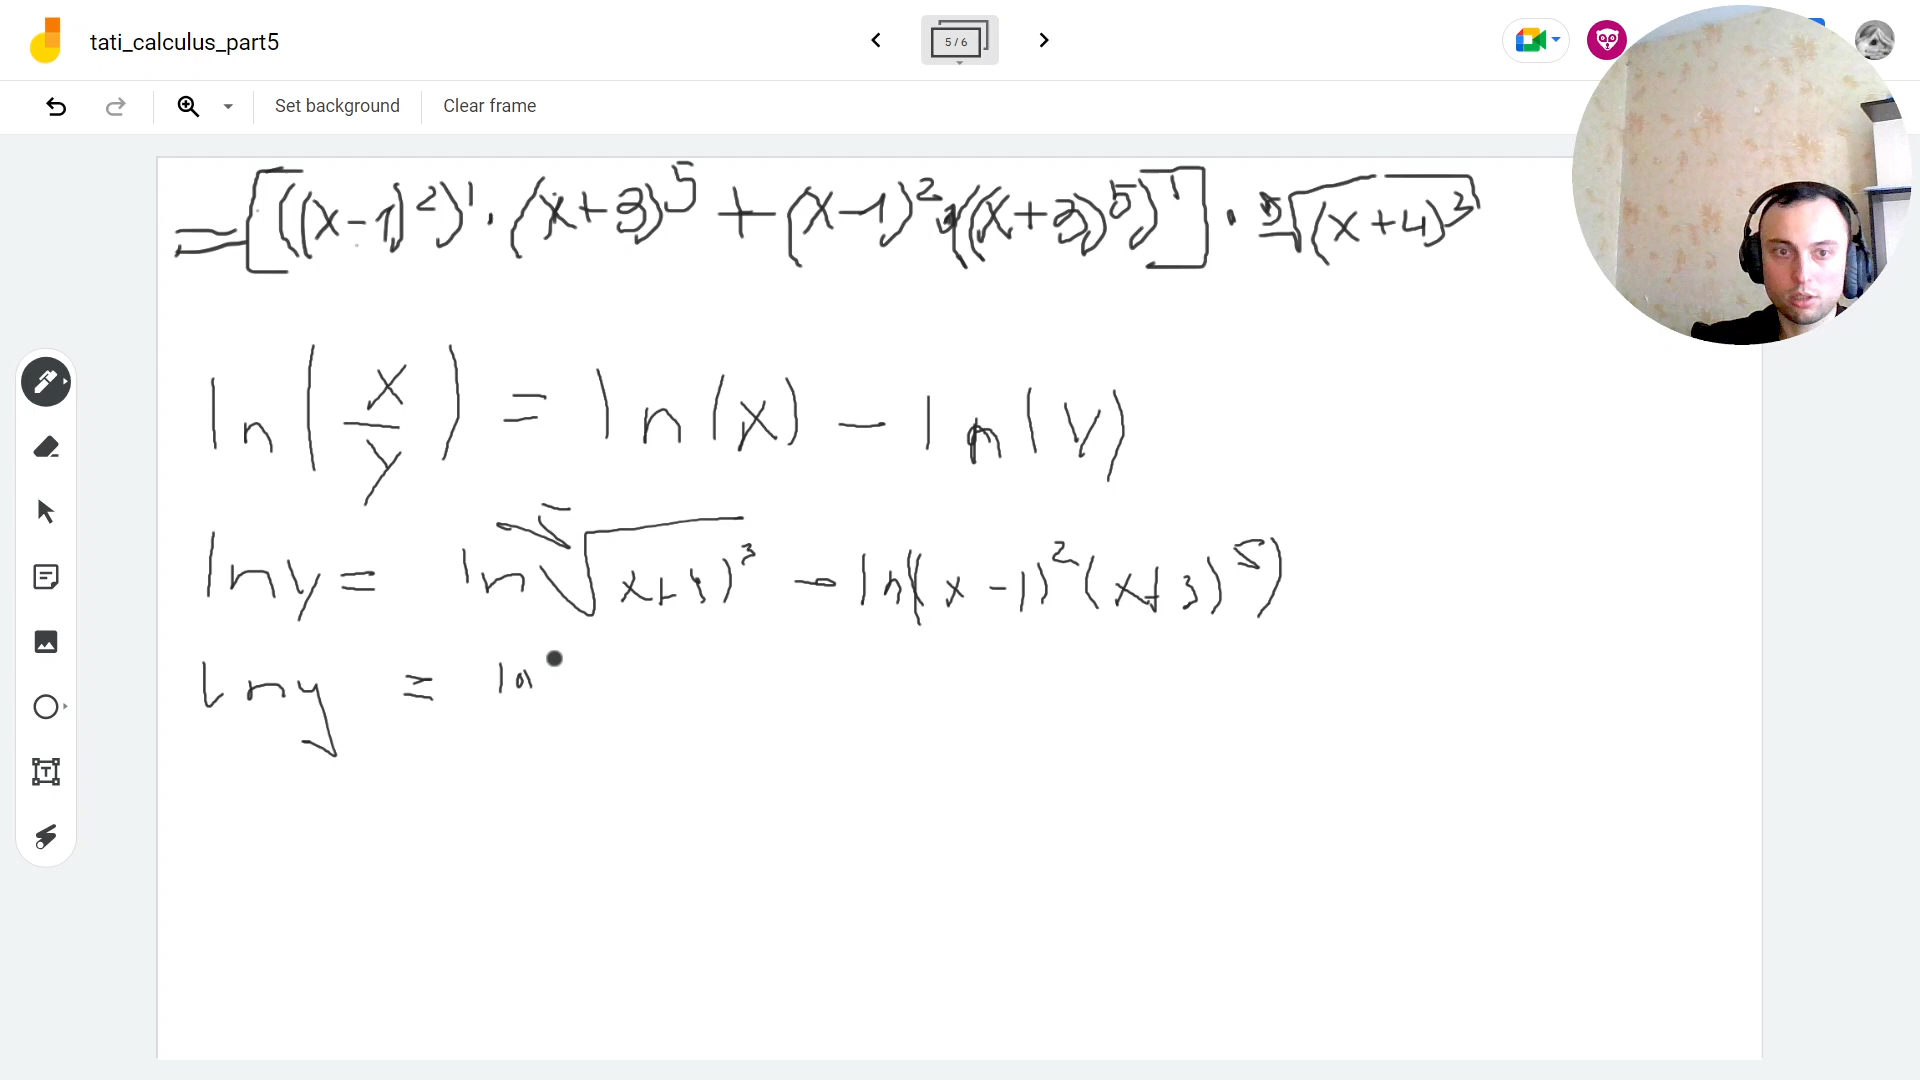 tati_calculus_part5
5 / 6
Set background
Clear frame
=[((x-1)²)'·(x+3)⁵+(x-1)²·((x+3)⁵)']·⁵√(x+4)³
ln(x/y) = ln(x) - ln(y)
lny = ln ⁵√x+4)³ - ln((x-1)²(x+3)⁵)
lny = ln